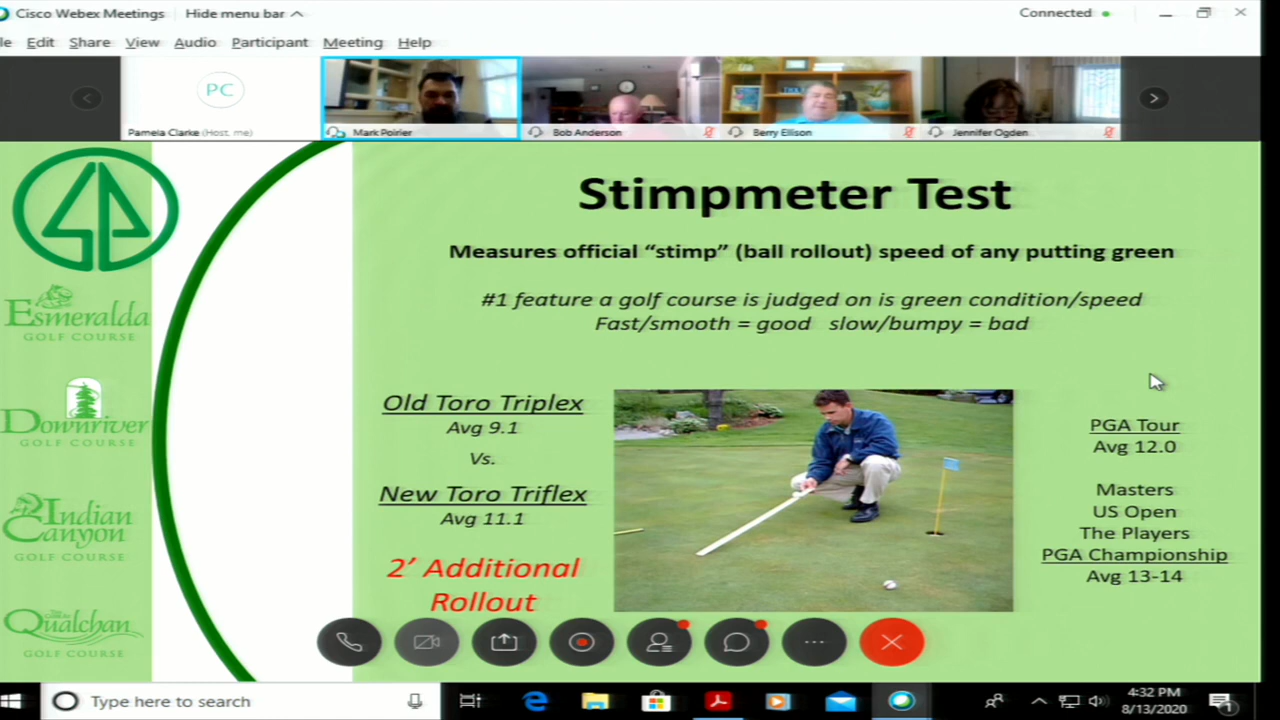 Cisco Webex Meetings
Hide menu bar
Connected
le Edit Share View Audio Participant Meeting Help
PC
Pamela Clarke (Host, me)
Mark Poirier
Bob Anderson
Berry Ellison
Jennifer Ogden
Stimpmeter Test
Measures official “stimp” (ball rollout) speed of any putting green
#1 feature a golf course is judged on is green condition/speed
Fast/smooth = good slow/bumpy = bad
Esmeralda
GOLF COURSE
Downriver
GOLF COURSE
Indian
Canyon
GOLF COURSE
Qualchan
GOLF COURSE
Old Toro Triplex
Avg 9.1
Vs.
New Toro Triflex
Avg 11.1
2’ Additional
Rollout
PGA Tour
Avg 12.0
Masters
US Open
The Players
PGA Championship
Avg 13-14
Type here to search
4:32 PM
8/13/2020
1